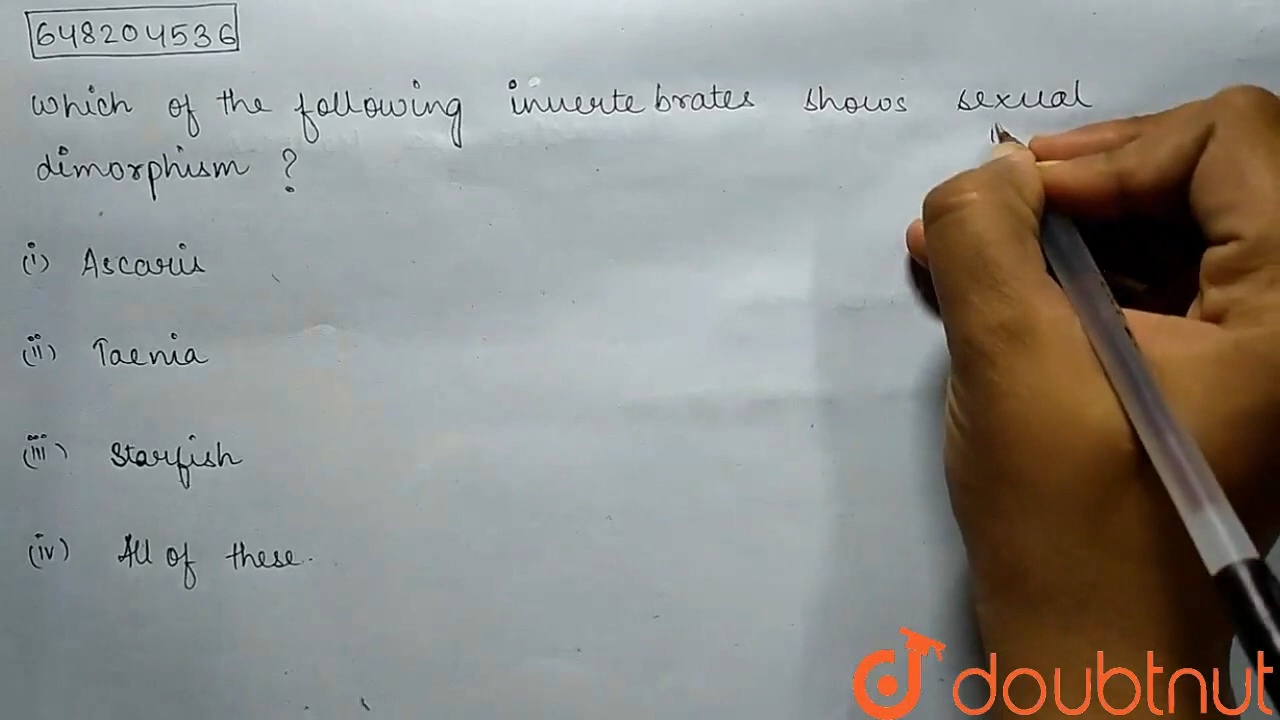 648204536
Which of the following invertebrates shows sexual
dimorphism ?
(i) Ascaris
(ii) Taenia
(iii) Starfish
(iv) All of these.
doubtnut